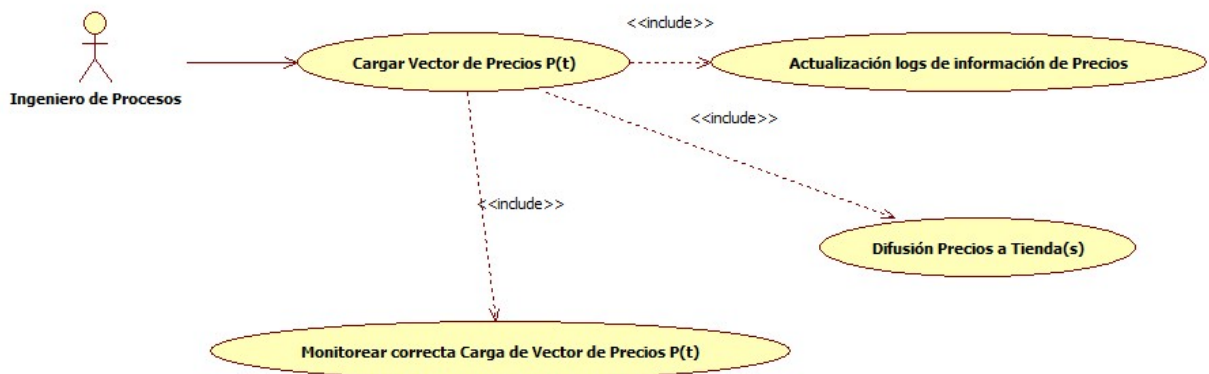 <<include>>
Cargar Vector de Precios P(t)
Actualización logs de información de Precios
Ingeniero de Procesos
<<include>>
<<include>>
Difusión Precios a Tienda(s)
Monitorear correcta Carga de Vector de Precios P(t)